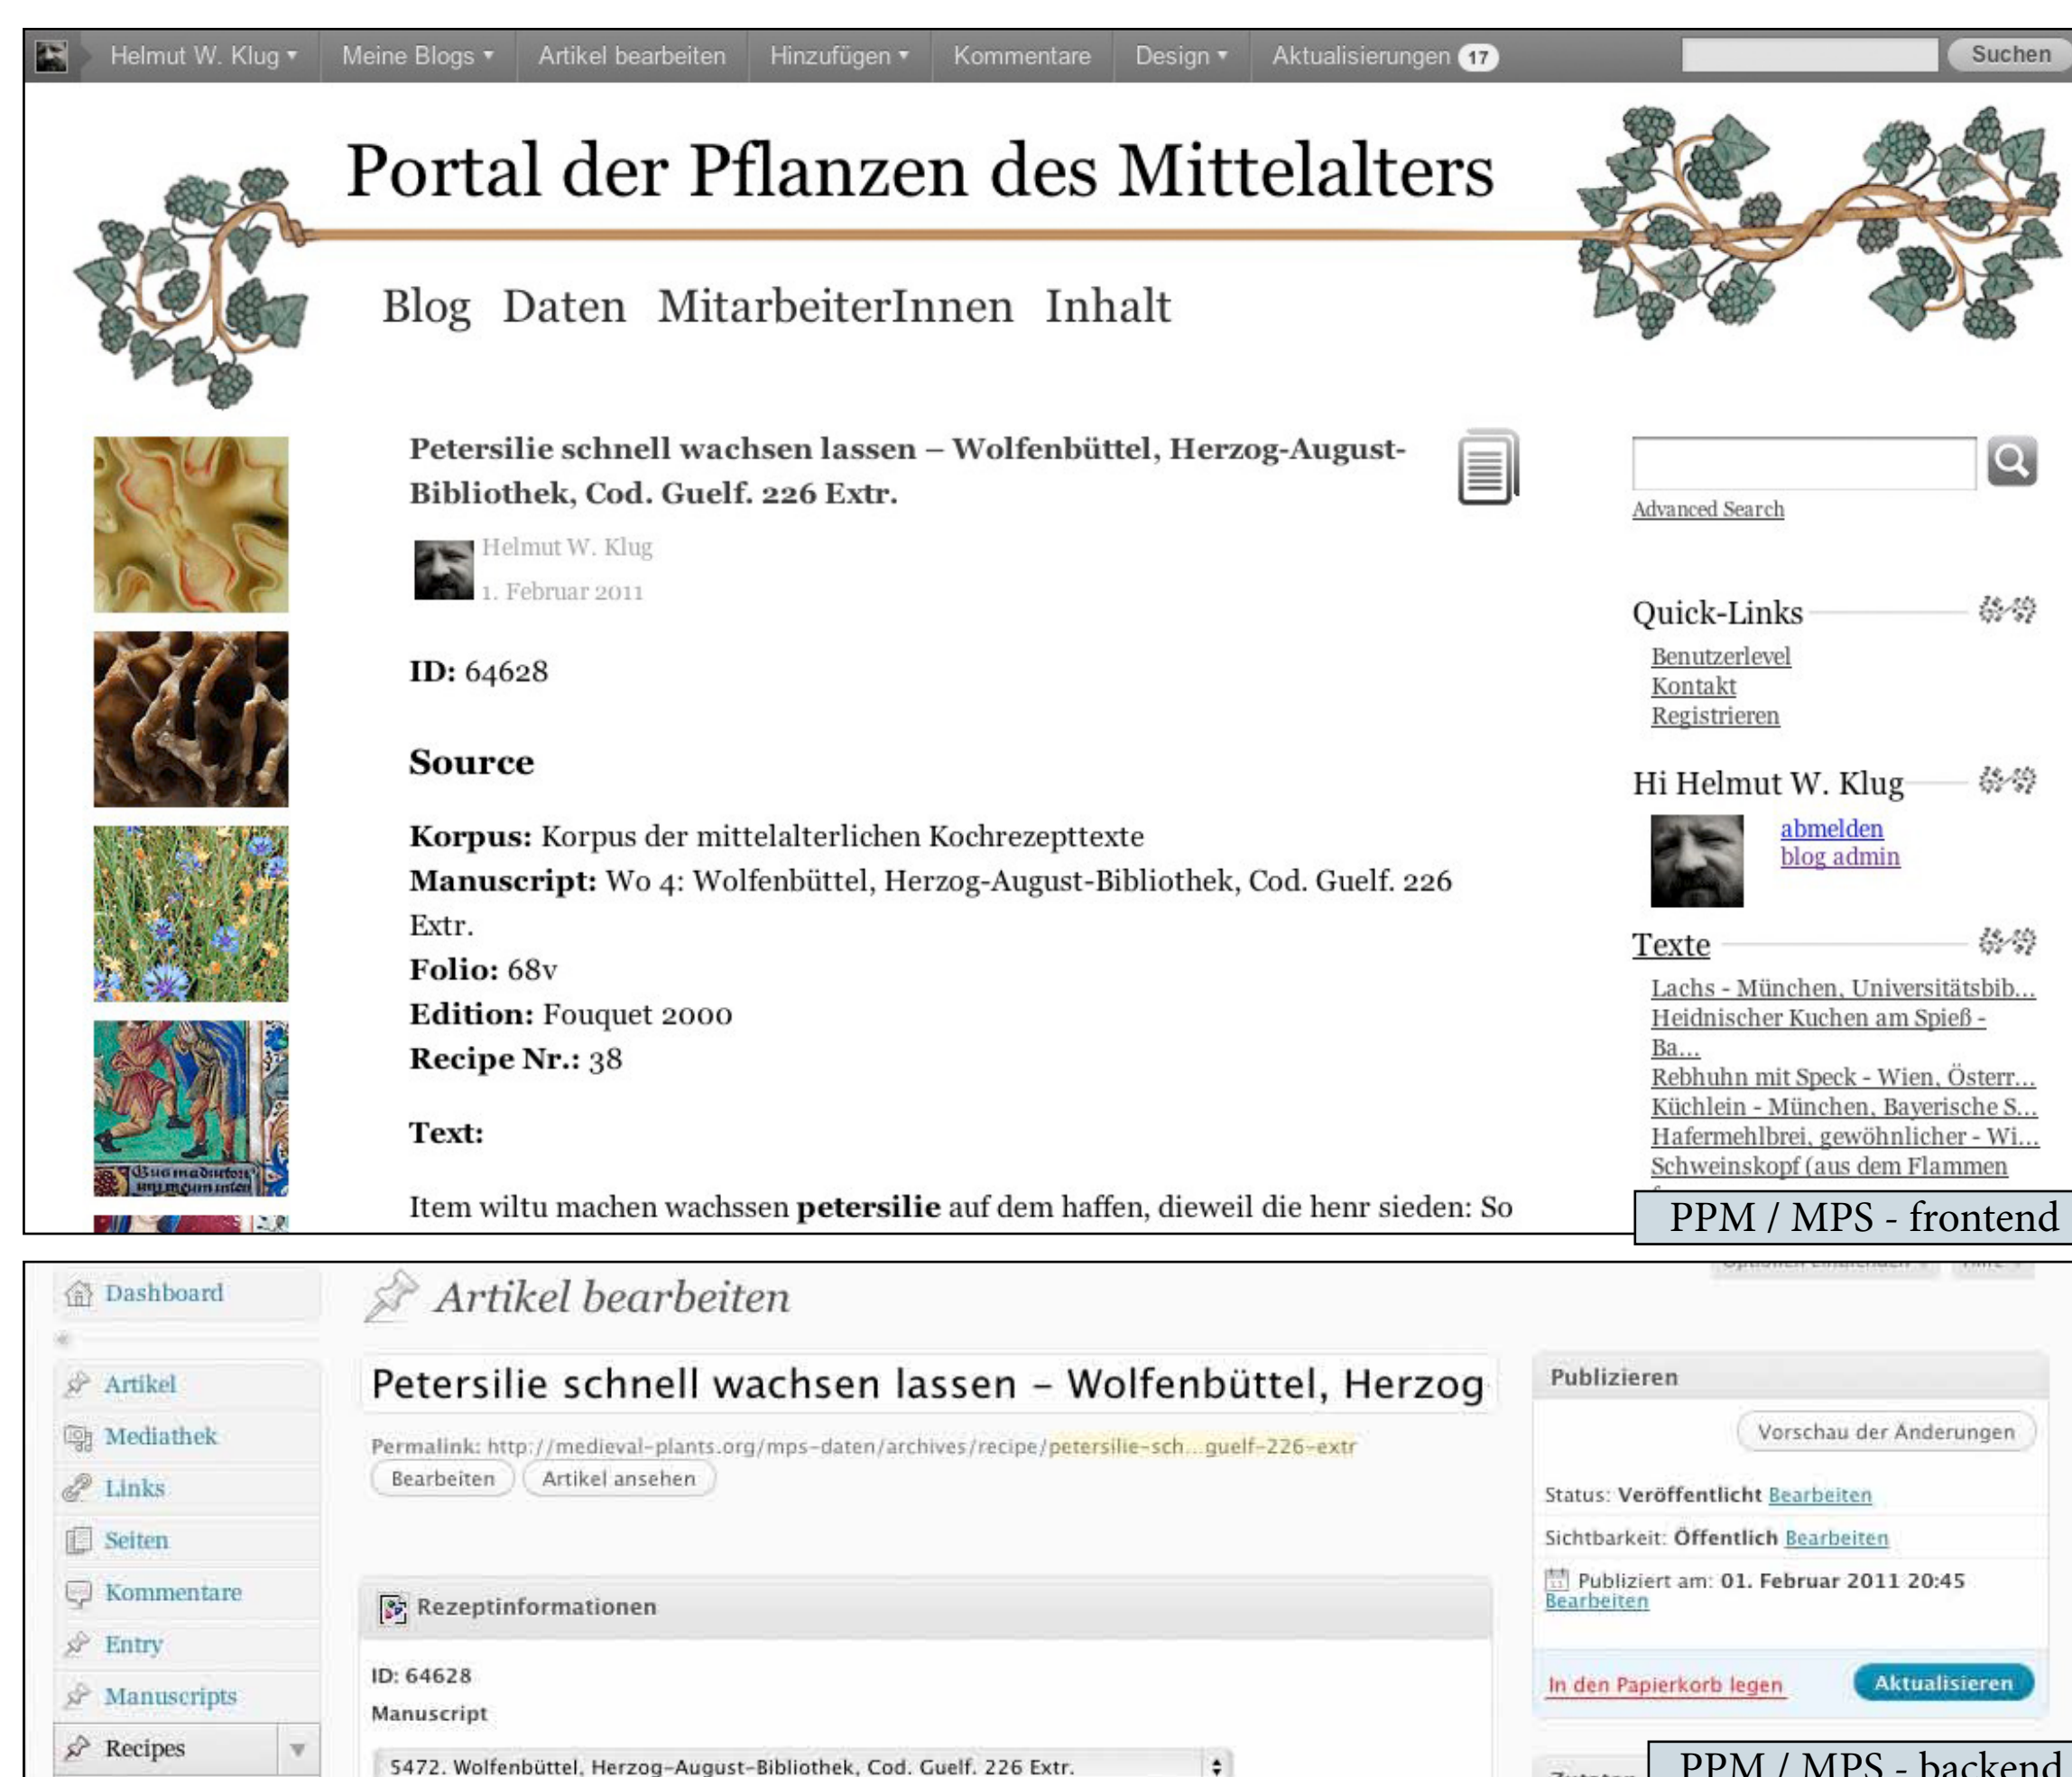 Helmut W. Klug Meine Blogs Artikel bearbeiten Hinzufügen Kommentare Design Aktualisierungen 17 Suchen
Portal der Pflanzen des Mittelalters
Blog Daten MitarbeiterInnen Inhalt
Petersilie schnell wachsen lassen – Wolfenbüttel, Herzog-August-
Bibliothek, Cod. Guelf. 226 Extr.
Helmut W. Klug
1. Februar 2011
ID: 64628
Source
Korpus: Korpus der mittelalterlichen Kochrezepttexte
Manuscript: Wo 4: Wolfenbüttel, Herzog-August-Bibliothek, Cod. Guelf. 226
Extr.
Folio: 68v
Edition: Fouquet 2000
Recipe Nr.: 38
Text:
Item wiltu machen wachssen petersilie auf dem haffen, dieweil die henr sieden: So
Advanced Search
Quick-Links
Benutzerlevel
Kontakt
Registrieren
Hi Helmut W. Klug
abmelden
blog admin
Texte
Lachs - München, Universitätsbib...
Heidnischer Kuchen am Spieß -
Ba...
Rebhuhn mit Speck - Wien, Österr...
Küchlein - München, Bayerische S...
Hafermehlbrei, gewöhnlicher - Wi...
Schweinskopf (aus dem Flammen
PPM / MPS - frontend
Dashboard
Artikel
Mediathek
Links
Seiten
Kommentare
Entry
Manuscripts
Recipes
Artikel bearbeiten
Petersilie schnell wachsen lassen – Wolfenbüttel, Herzog
Permalink: http://medieval-plants.org/mps-daten/archives/recipe/petersilie-sch...guelf-226-extr
Bearbeiten Artikel ansehen
Rezeptinformationen
ID: 64628
Manuscript
5472. Wolfenbüttel, Herzog-August-Bibliothek, Cod. Guelf. 226 Extr.
Publizieren
Vorschau der Änderungen
Status: Veröffentlicht Bearbeiten
Sichtbarkeit: Öffentlich Bearbeiten
Publiziert am: 01. Februar 2011 20:45
Bearbeiten
In den Papierkorb legen Aktualisieren
PPM / MPS - backend